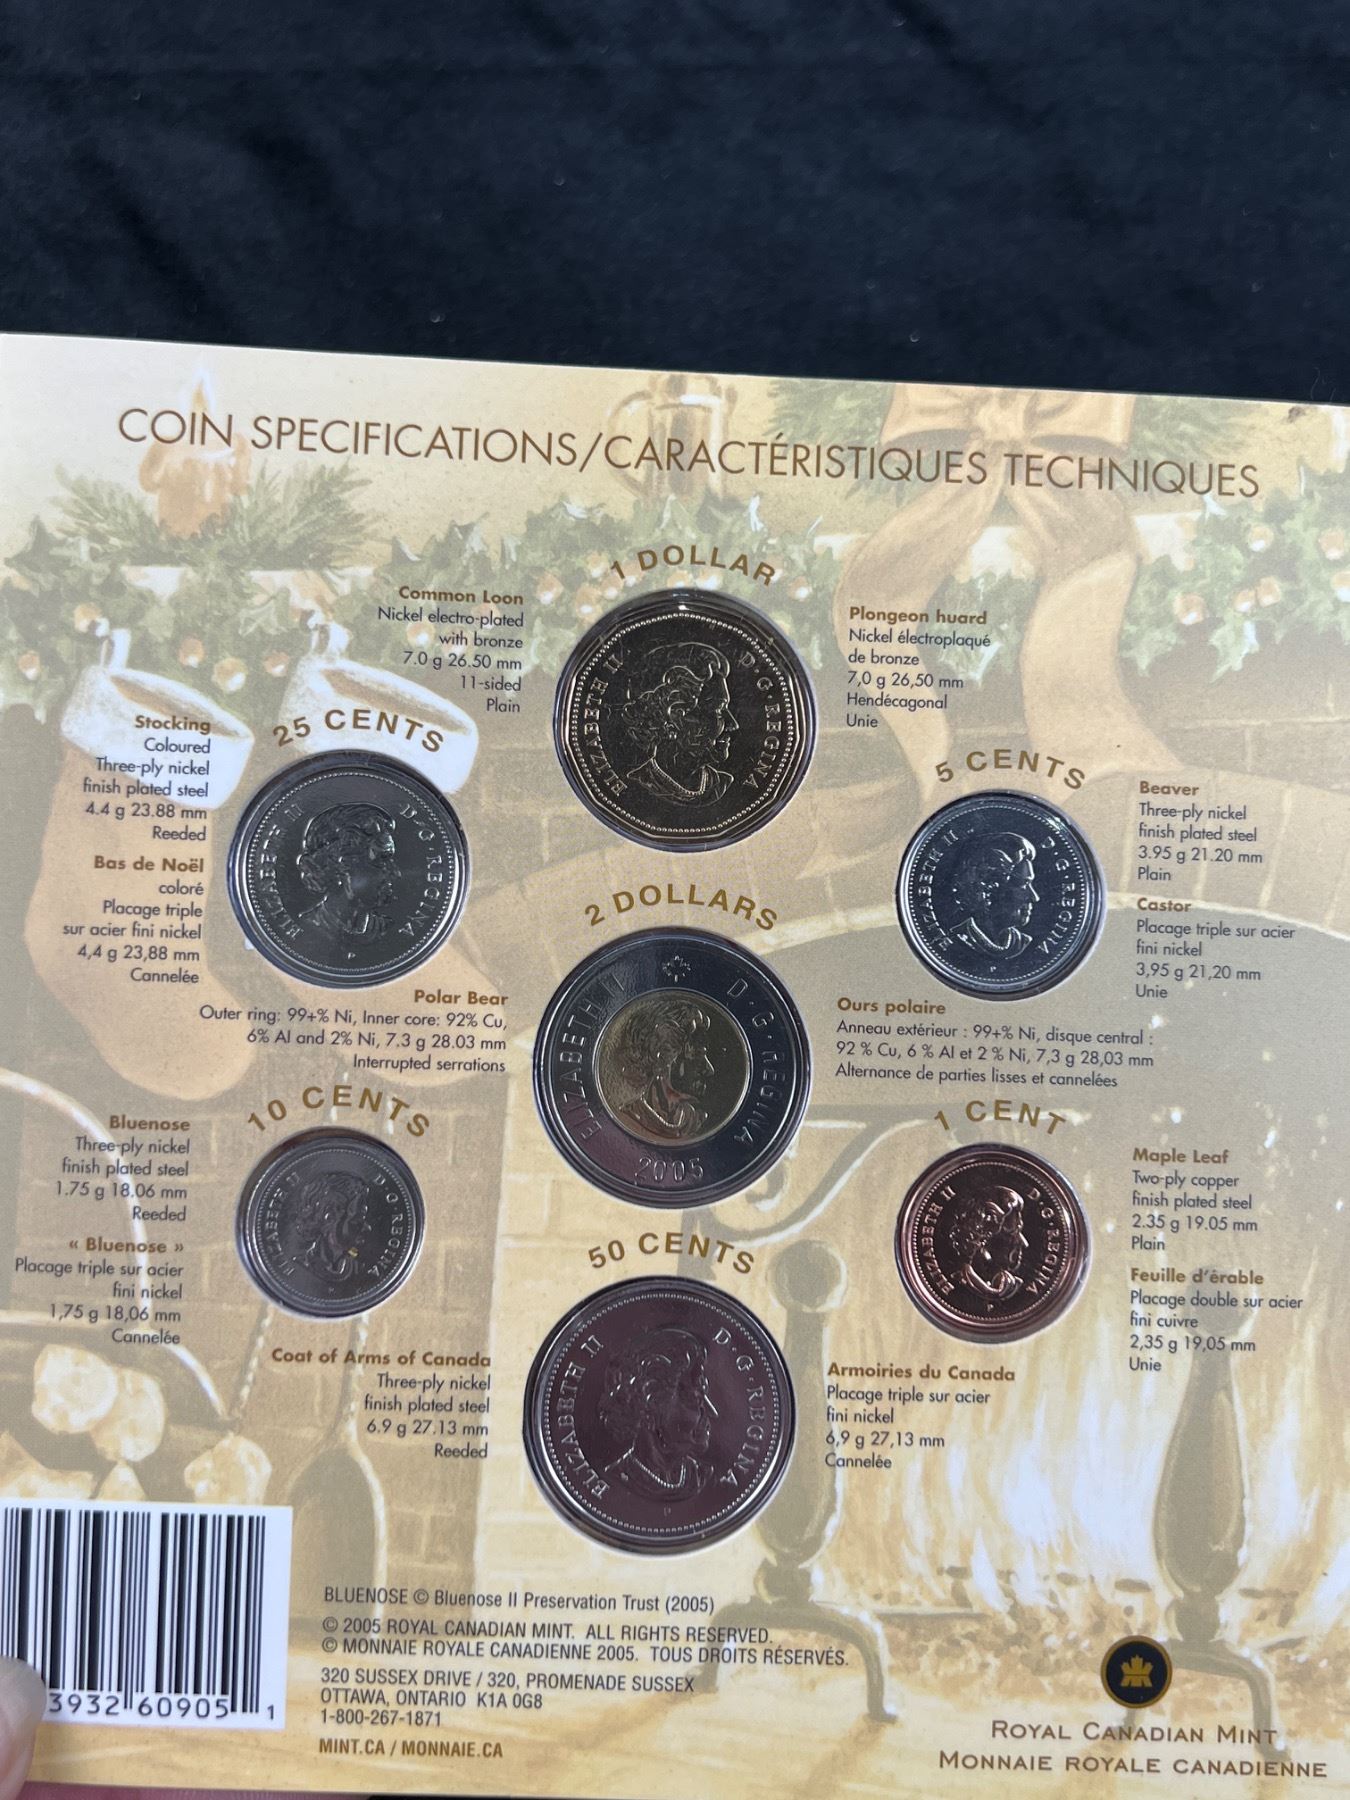 COIN SPECIFICATIONS/CARACTÉRISTIQUES TECHNIQUES
1 DOLLAR
Common Loon
Nickel electro-plated
with bronze
7.0 g 26.50 mm
11-sided
Plain
ELIZABETH II D·G·REGINA
Plongeon huard
Nickel électroplaqué
de bronze
7,0 g 26,50 mm
Hendécagonal
Unie
25 CENTS
Stocking
Coloured
Three-ply nickel
finish plated steel
4.4 g 23.88 mm
Reeded
Bas de Noël
coloré
Placage triple
sur acier fini nickel
4,4 g 23,88 mm
Cannelée
ELIZABETH II D·G·REGINA
P
5 CENTS
ELIZABETH II D·G·REGINA
P
Beaver
Three-ply nickel
finish plated steel
3.95 g 21.20 mm
Plain
Castor
Placage triple sur acier
fini nickel
3,95 g 21,20 mm
Unie
2 DOLLARS
Polar Bear
Outer ring: 99+% Ni, Inner core: 92% Cu,
6% Al and 2% Ni, 7.3 g 28.03 mm
Interrupted serrations
ELIZABETH II D·G·REGINA
2005
Ours polaire
Anneau extérieur : 99+% Ni, disque central :
92 % Cu, 6 % Al et 2 % Ni, 7,3 g 28,03 mm
Alternance de parties lisses et cannelées
10 CENTS
Bluenose
Three-ply nickel
finish plated steel
1.75 g 18.06 mm
Reeded
« Bluenose »
Placage triple sur acier
fini nickel
1,75 g 18,06 mm
Cannelée
ELIZABETH II D·G·REGINA
P
1 CENT
ELIZABETH II D·G·REGINA
P
Maple Leaf
Two-ply copper
finish plated steel
2.35 g 19.05 mm
Plain
Feuille d'érable
Placage double sur acier
fini cuivre
2,35 g 19,05 mm
Unie
50 CENTS
Coat of Arms of Canada
Three-ply nickel
finish plated steel
6.9 g 27.13 mm
Reeded
ELIZABETH II D·G·REGINA
P
Armoiries du Canada
Placage triple sur acier
fini nickel
6,9 g 27,13 mm
Cannelée
3932 60905 1
BLUENOSE © Bluenose II Preservation Trust (2005)
© 2005 ROYAL CANADIAN MINT. ALL RIGHTS RESERVED.
© MONNAIE ROYALE CANADIENNE 2005. TOUS DROITS RÉSERVÉS.
320 SUSSEX DRIVE / 320, PROMENADE SUSSEX
OTTAWA, ONTARIO K1A 0G8
1-800-267-1871
MINT.CA / MONNAIE.CA
ROYAL CANADIAN MINT
MONNAIE ROYALE CANADIENNE